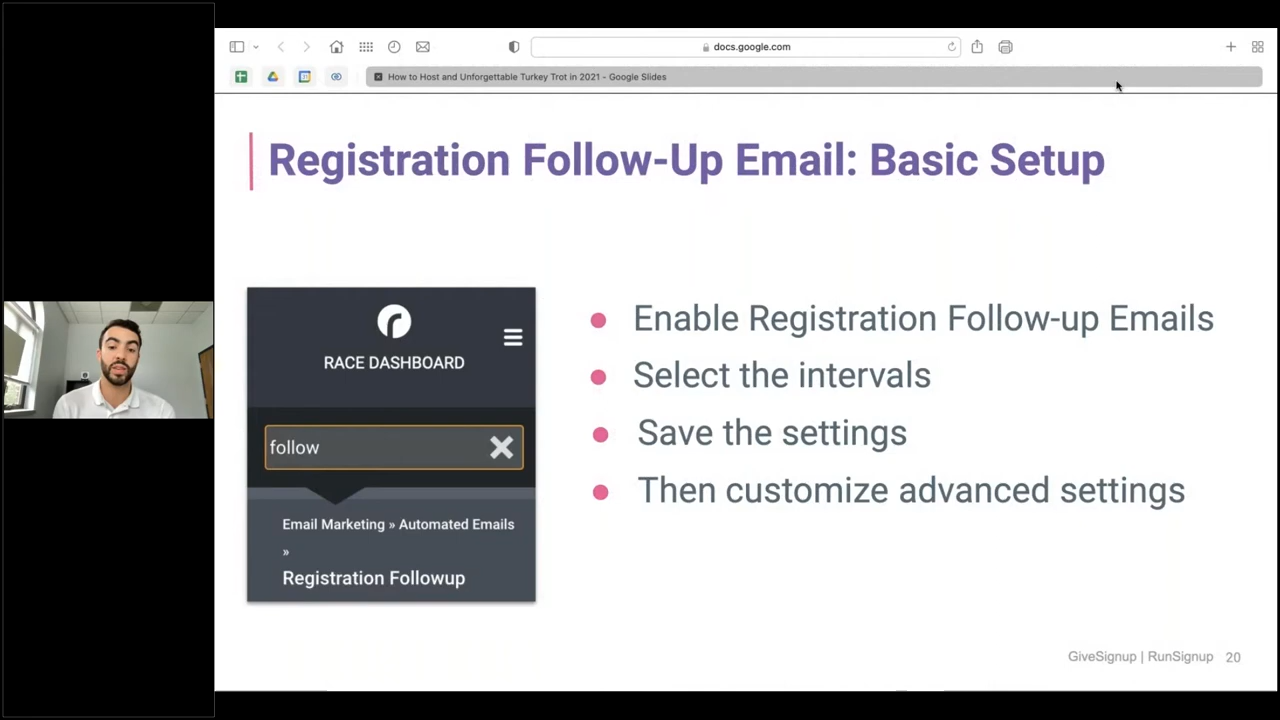 docs.google.com
How to Host and Unforgettable Turkey Trot in 2021 - Google Slides
Registration Follow-Up Email: Basic Setup
RACE DASHBOARD
follow
Email Marketing » Automated Emails
»
Registration Followup
Enable Registration Follow-up Emails
Select the intervals
Save the settings
Then customize advanced settings
GiveSignup | RunSignup 20